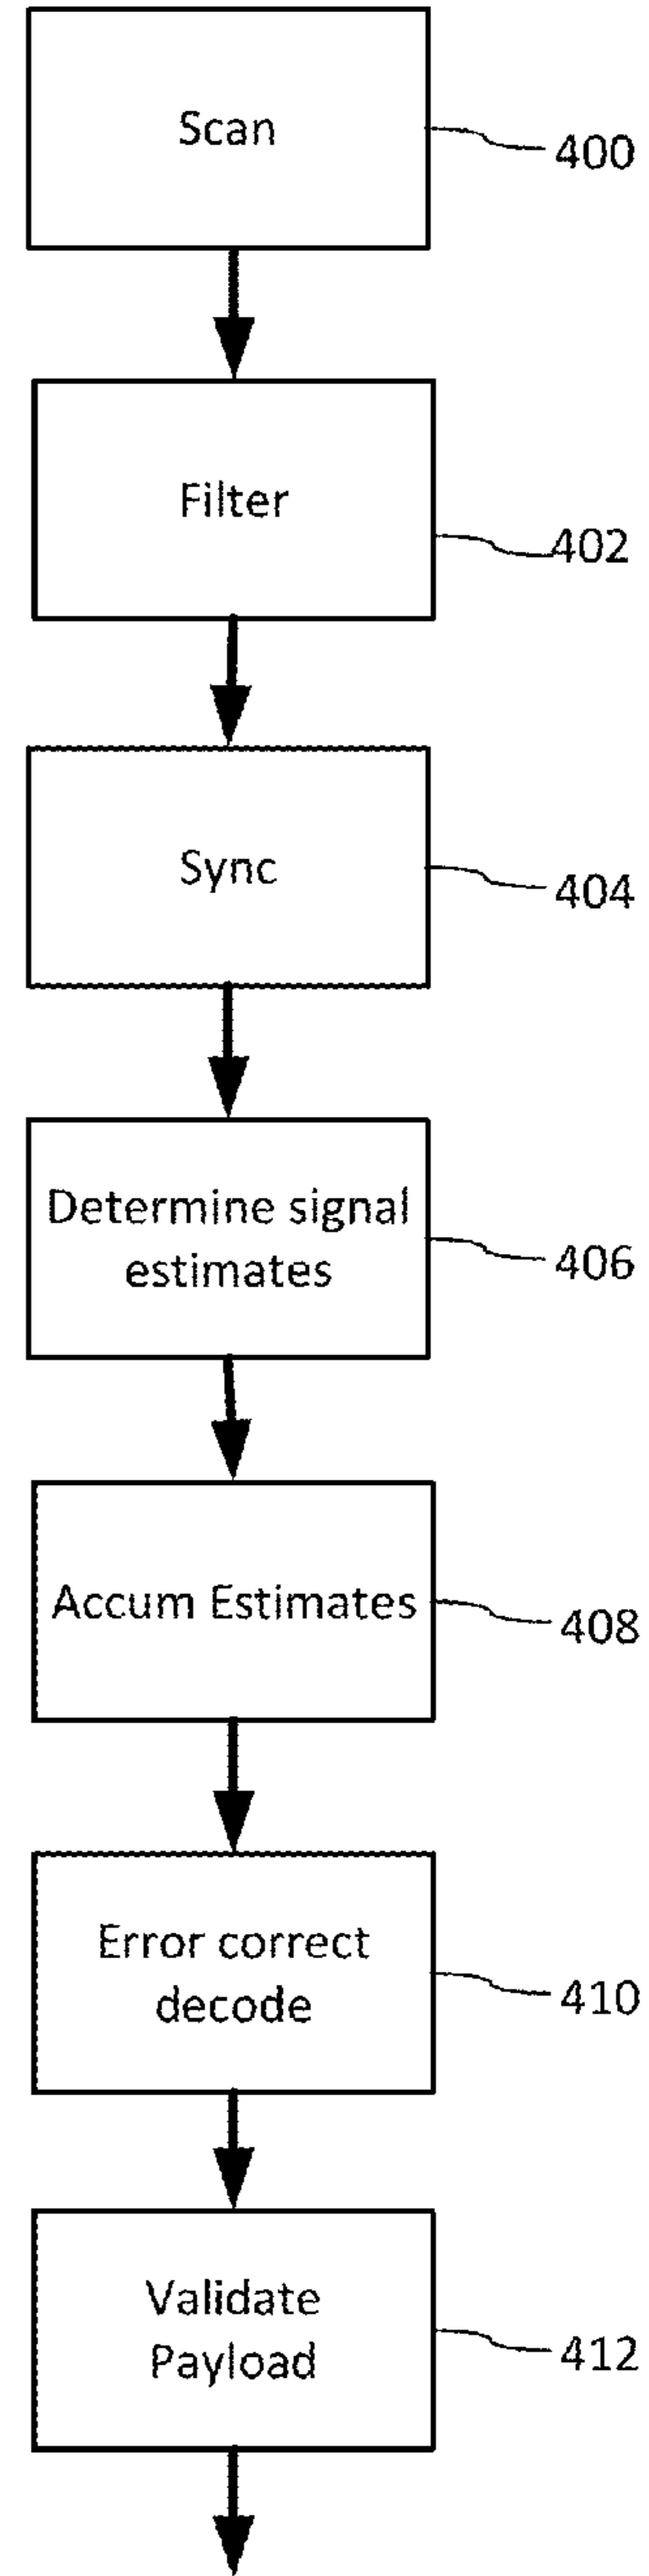 Scan
400
Filter
402
Sync
404
Determine signal
estimates
406
Accum Estimates
408
Error correct
decode
410
Validate
Payload
412